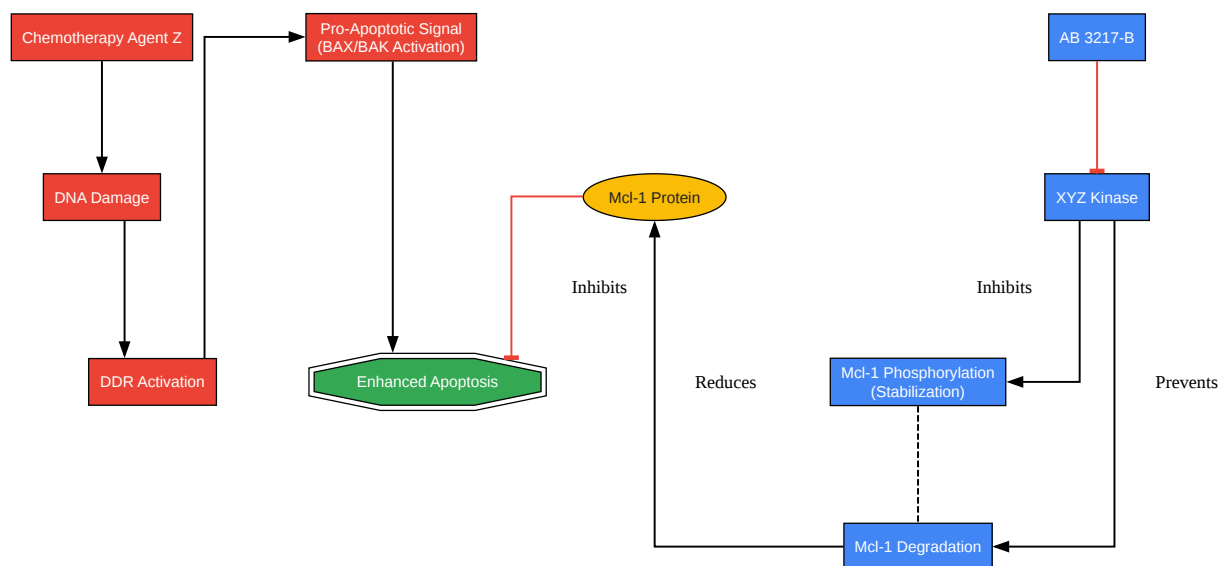 Chemotherapy Agent Z
Pro-Apoptotic Signal
(BAX/BAK Activation)
AB 3217-B
DNA Damage
Mcl-1 Protein
XYZ Kinase
Inhibits
Inhibits
DDR Activation
Enhanced Apoptosis
Reduces
Mcl-1 Phosphorylation
(Stabilization)
Prevents
Mcl-1 Degradation